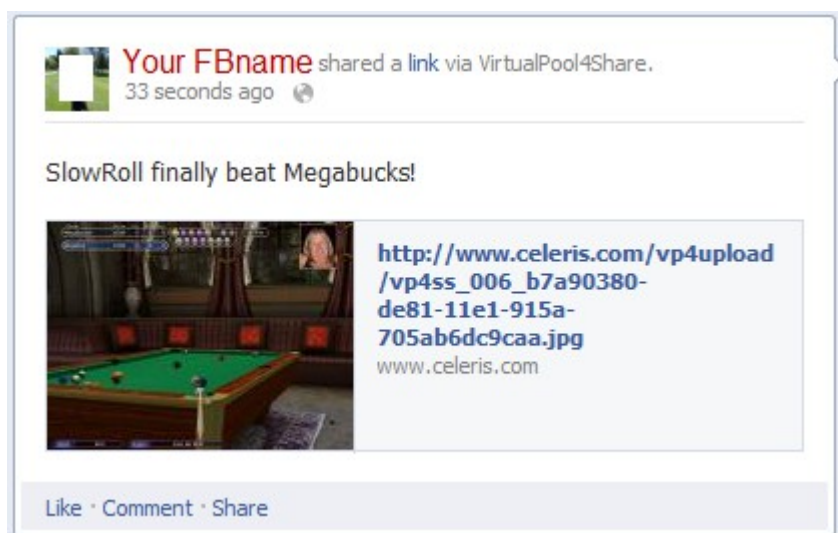 Your FBname shared a link via VirtualPool4Share.
33 seconds ago
SlowRoll finally beat Megabucks!
http://www.celeris.com/vp4upload
/vp4ss_006_b7a90380-
de81-11e1-915a-
705ab6dc9caa.jpg
www.celeris.com
Like · Comment · Share